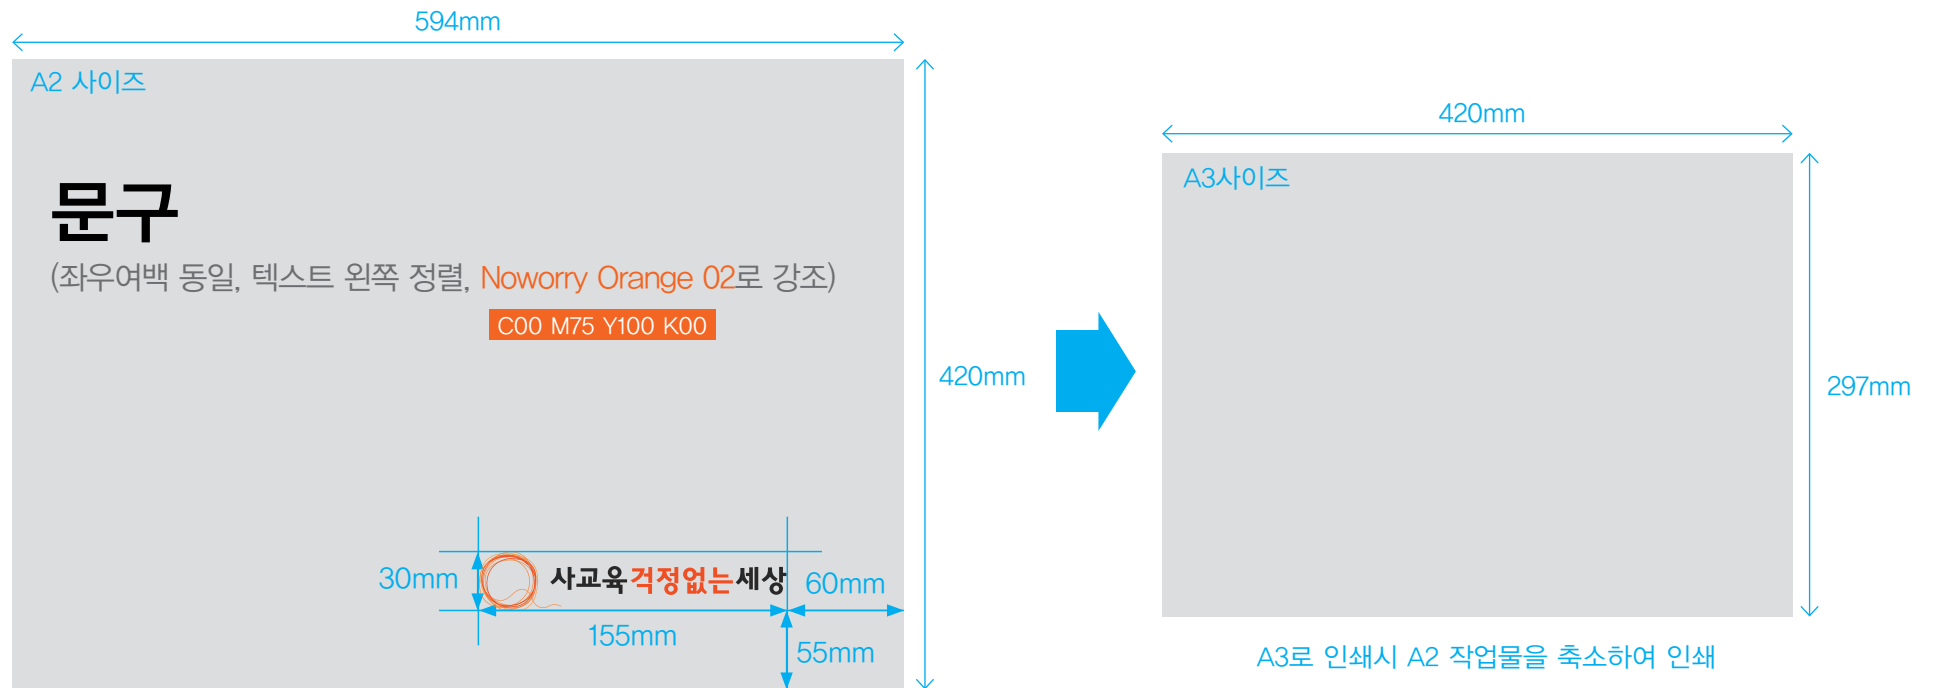 594mm
A2 사이즈
문구
(좌우여백 동일, 텍스트 왼쪽 정렬, Noworry Orange 02로 강조)
C00 M75 Y100 K00
420mm
30mm
사교육걱정없는세상
60mm
155mm
55mm
420mm
A3사이즈
297mm
A3로 인쇄시 A2 작업물을 축소하여 인쇄